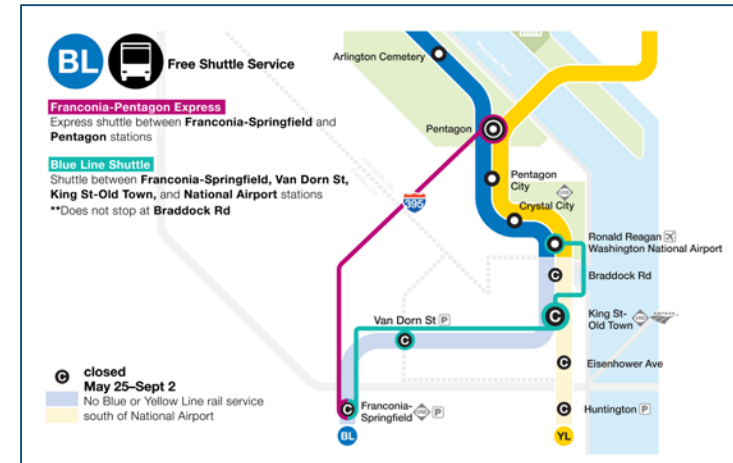 BL
Free Shuttle Service
Franconia-Pentagon Express
Express shuttle between Franconia-Springfield and
Pentagon stations
Blue Line Shuttle
Shuttle between Franconia-Springfield, Van Dorn St,
King St-Old Town, and National Airport stations
**Does not stop at Braddock Rd
Arlington Cemetery
Pentagon
395
Pentagon
City
Crystal City
vre
Ronald Reagan
Washington National Airport
C
Braddock Rd
C
King St-
Old Town
vre
AMTRAK
C
Van Dorn St P
C
Eisenhower Ave
C
Huntington P
C
Franconia-
Springfield
vre
P
BL
YL
C
closed
May 25–Sept 2
No Blue or Yellow Line rail service
south of National Airport